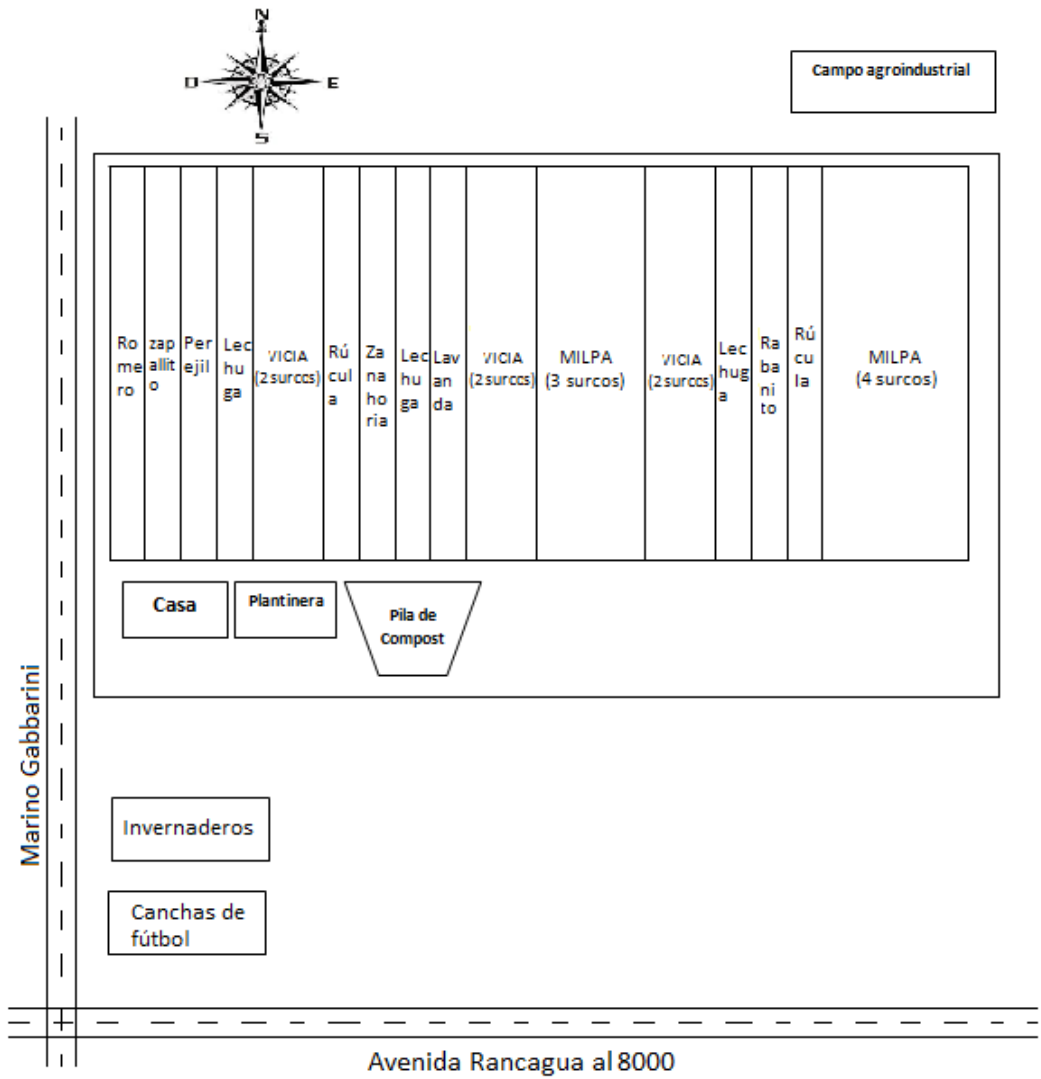 N
O
E
S
Campo agroindustrial
Ro
me
ro
zap
allit
o
Per
ejil
Lec
hu
ga
VICIA
(2 surcos)
Rú
cul
a
Za
na
ho
ria
Lec
hu
ga
Lav
an
da
VICIA
(2 surcos)
MILPA
(3 surcos)
VICIA
(2 surcos)
Lec
hug
a
Ra
ba
ni
to
Rú
cu
la
MILPA
(4 surcos)
Casa
Plantinera
Pila de
Compost
Marino Gabbarini
Invernaderos
Canchas de
fútbol
Avenida Rancagua al 8000